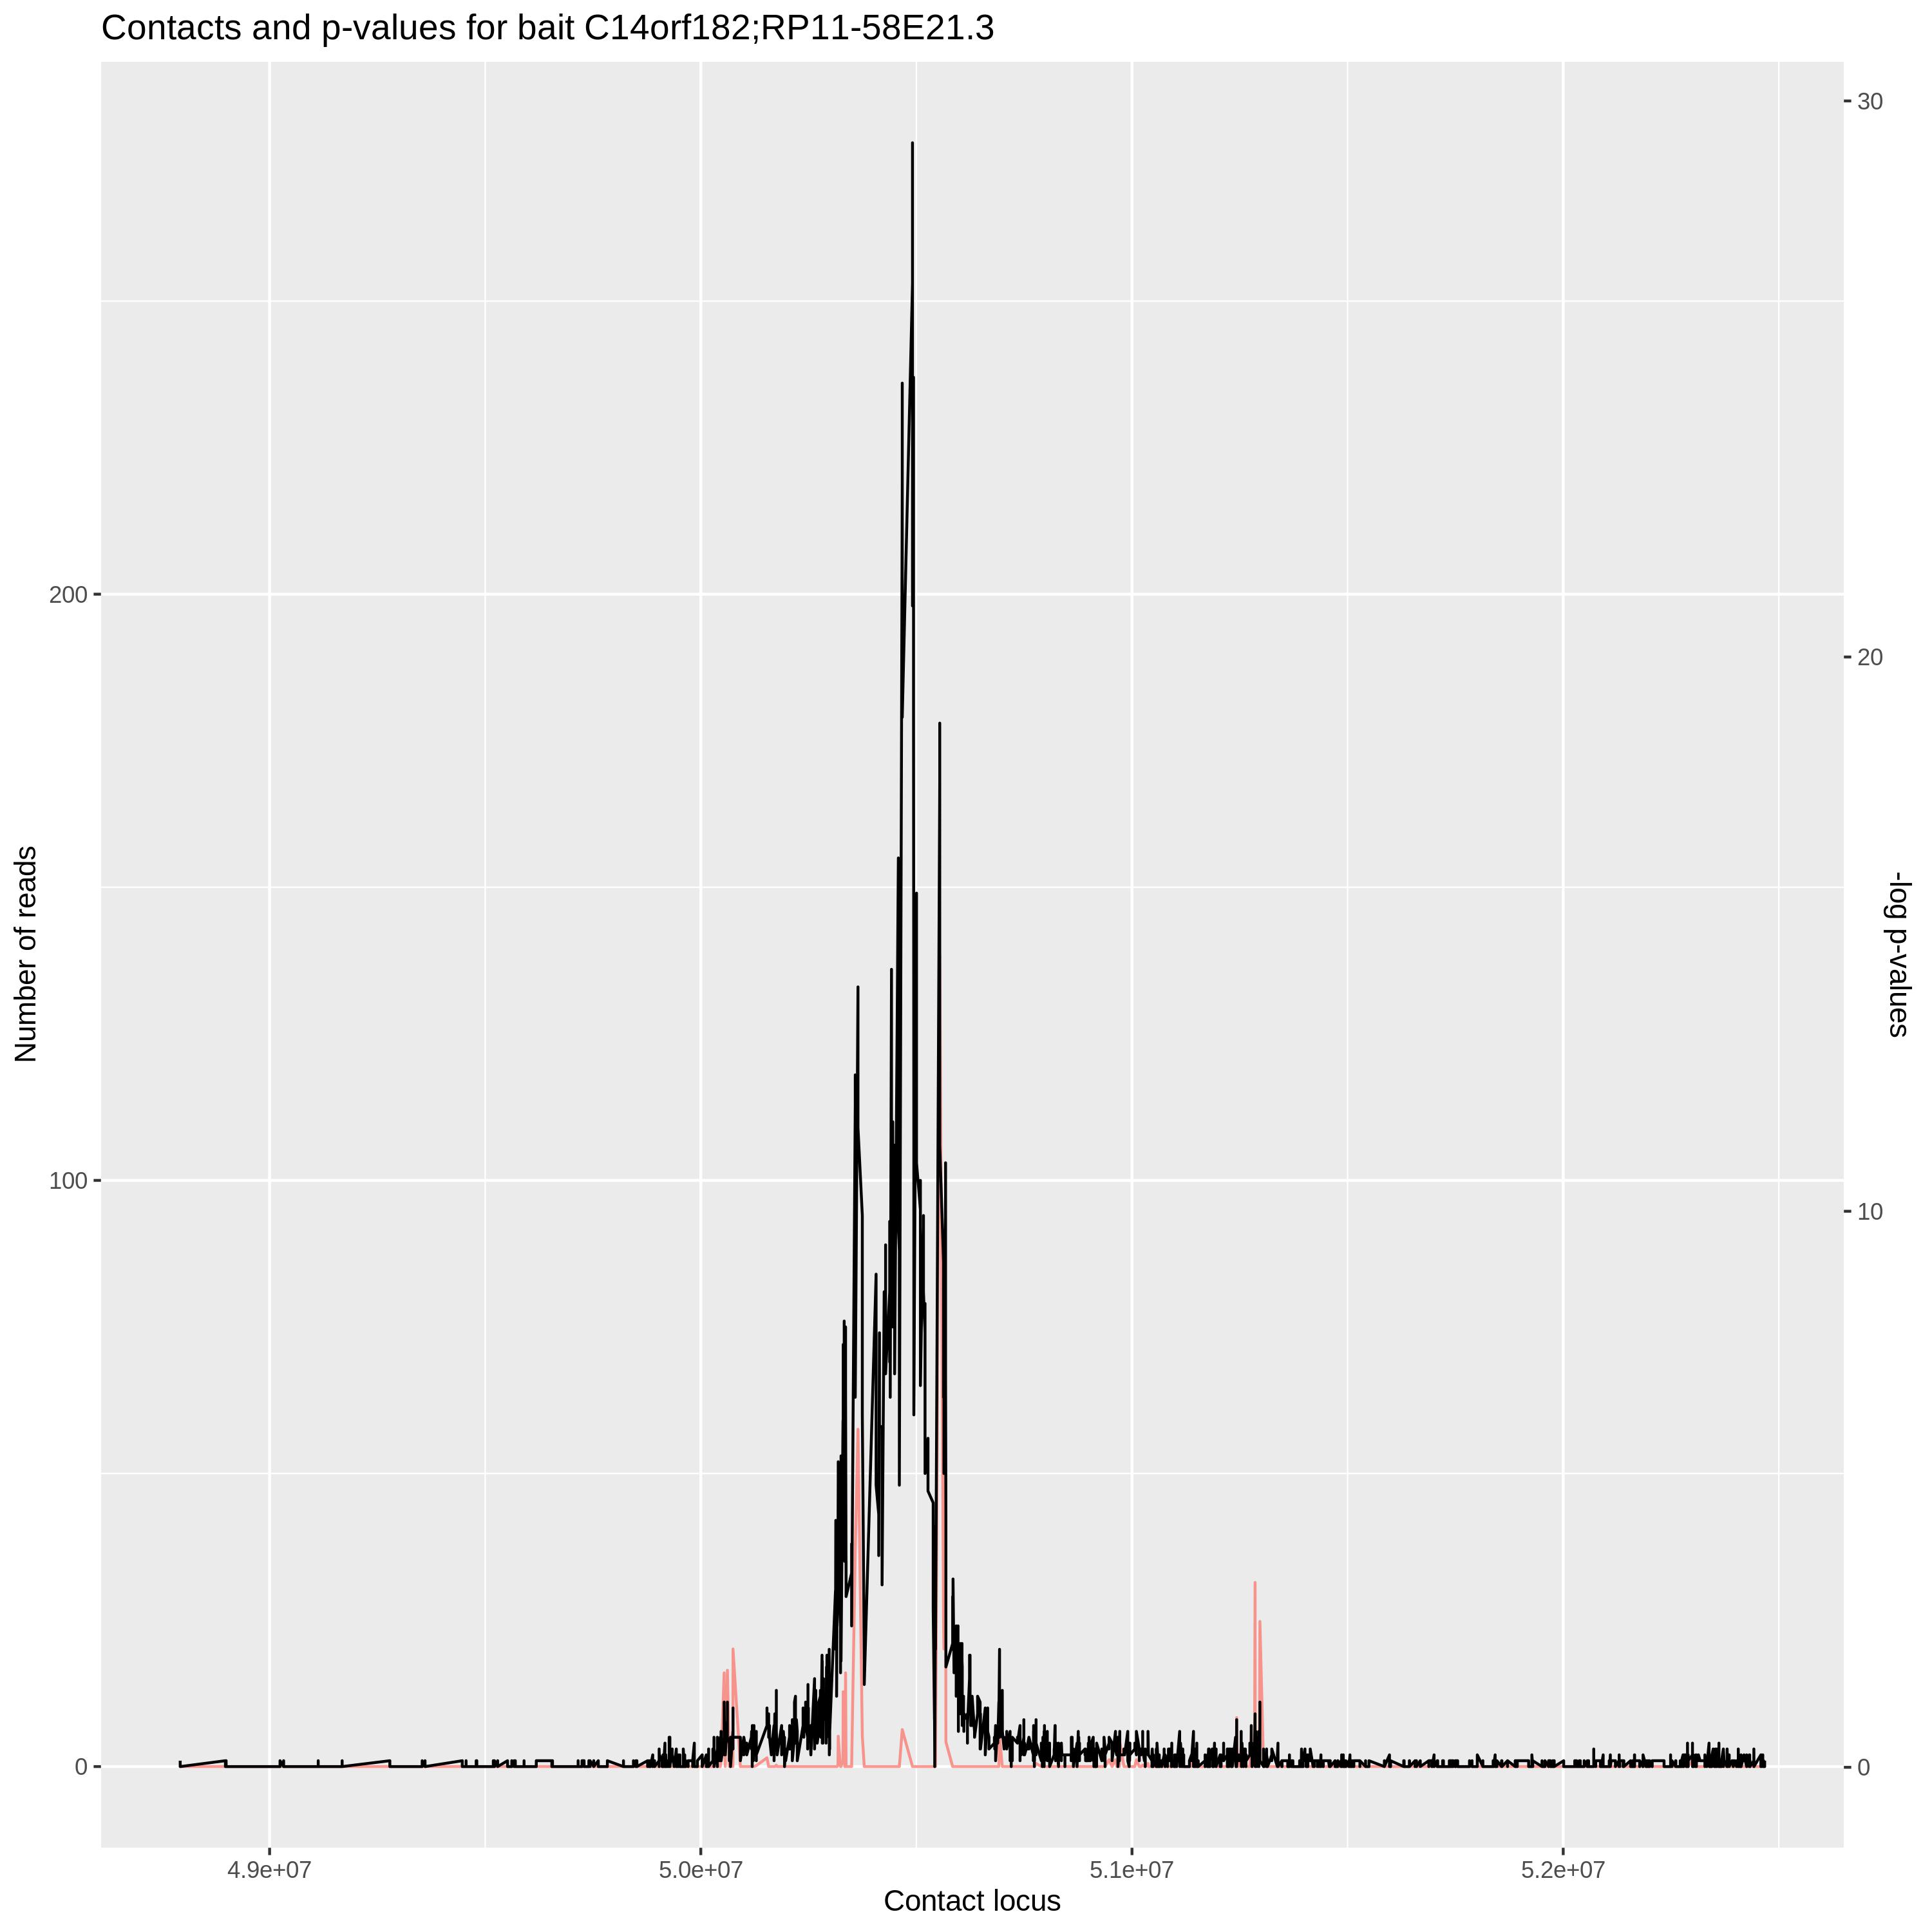 Contacts and p-values for bait C14orf182;RP11-58E21.3
30
200
20
Number of reads
-log p-values
100
10
0
0
4.9e+07
5.0e+07
5.1e+07
5.2e+07
Contact locus